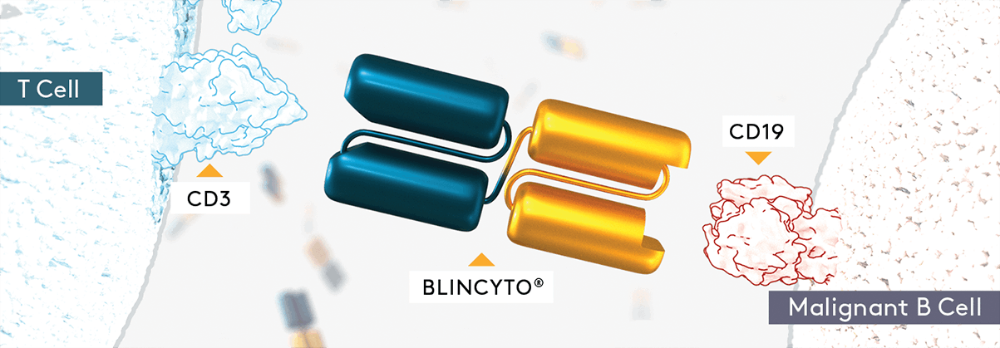 T Cell
CD3
BLINCYTO®
CD19
Malignant B Cell